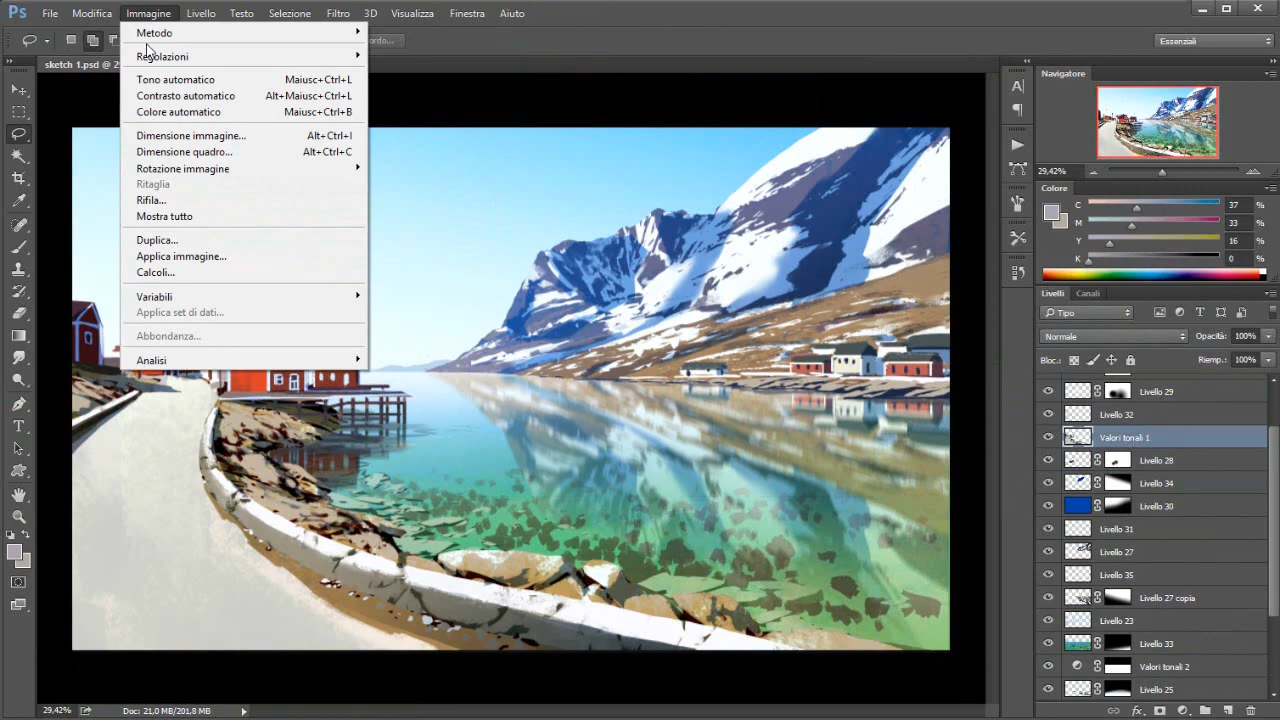 Ps File Modifica Immagine Livello Testo Selezione Filtro 3D Visualizza Finestra Aiuto
Essenziali
sketch 1.psd @ 29
Metodo
Regolazioni
Tono automatico Maiusc+Ctrl+L
Contrasto automatico Alt+Maiusc+Ctrl+L
Colore automatico Maiusc+Ctrl+B
Dimensione immagine... Alt+Ctrl+I
Dimensione quadro... Alt+Ctrl+C
Rotazione immagine
Ritaglia
Rifila...
Mostra tutto
Duplica...
Applica immagine...
Calcoli...
Variabili
Applica set di dati...
Abbondanza...
Analisi
Navigatore
29,42%
Colore
C 37 %
M 33 %
Y 16 %
K 0 %
Livelli Canali
Tipo
Normale Opacità: 100%
Bloc.: Riemp.: 100%
Livello 29
Livello 32
Valori tonali 1
Livello 28
Livello 34
Livello 30
Livello 31
Livello 27
Livello 35
Livello 27 copia
Livello 23
Livello 33
Valori tonali 2
Livello 25
29,42% Doc: 21,0 MB/201,8 MB